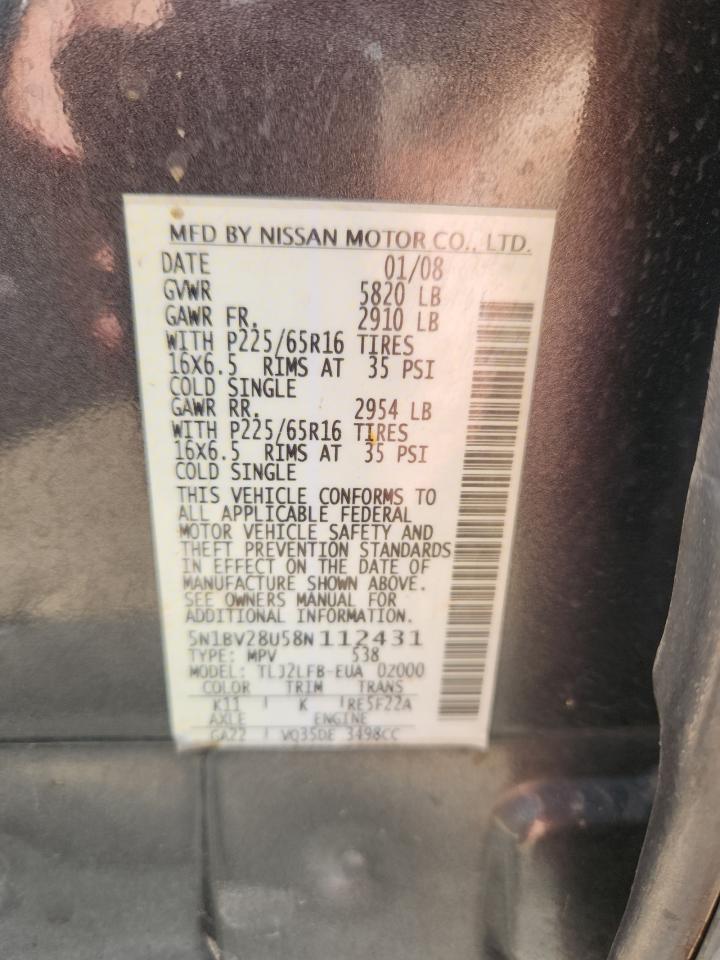 MFD BY NISSAN MOTOR CO., LTD.
DATE 01/08
GVWR 5820 LB
GAWR FR. 2910 LB
WITH P225/65R16 TIRES
16X6.5 RIMS AT 35 PSI
COLD SINGLE
GAWR RR. 2954 LB
WITH P225/65R16 TIRES
16X6.5 RIMS AT 35 PSI
COLD SINGLE
THIS VEHICLE CONFORMS TO
ALL APPLICABLE FEDERAL
MOTOR VEHICLE SAFETY AND
THEFT PREVENTION STANDARDS
IN EFFECT ON THE DATE OF
MANUFACTURE SHOWN ABOVE.
SEE OWNERS MANUAL FOR
ADDITIONAL INFORMATION.
5N1BV28U58N112431
TYPE: MPV 538
MODEL: TLJ2LFB-EUA 02000
COLOR TRIM TRANS
K11 K RE5F22A
AXLE ENGINE
GA22 VQ35DE 3498CC